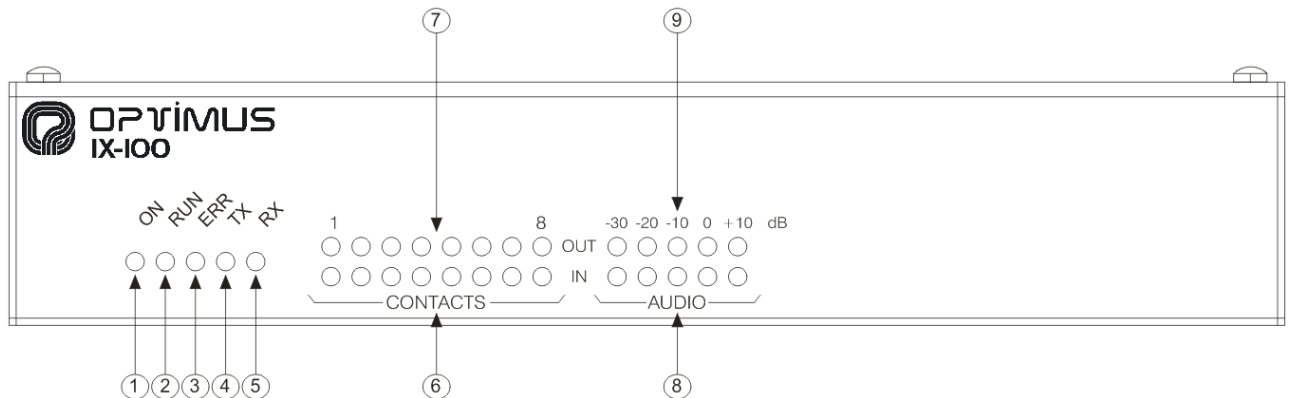 7 9
OPTIMUS
IX-100
ON RUN ERR TX RX
1 8 -30 -20 -10 0 +10 dB
OUT
IN
CONTACTS AUDIO
1 2 3 4 5 6 8